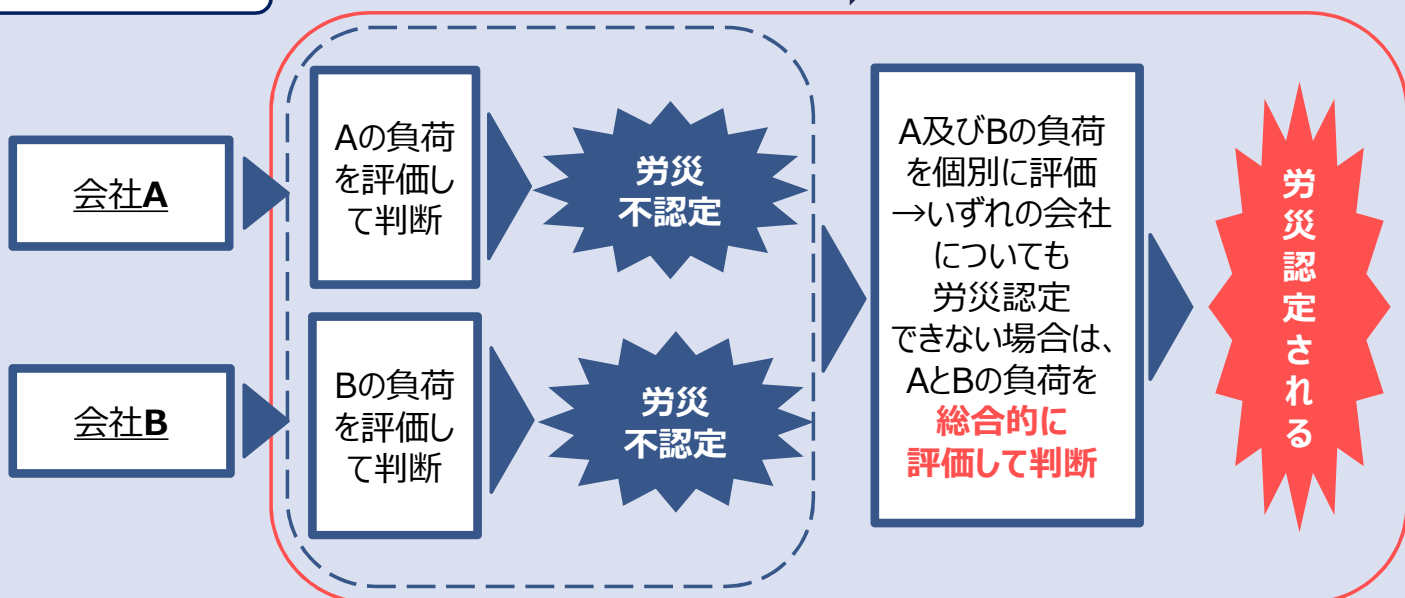 会社A
Aの負荷
を評価し
て判断
労災
不認定
会社B
Bの負荷
を評価し
て判断
労災
不認定
A及びBの負荷
を個別に評価
→いずれの会社
についても
労災認定
できない場合は、
AとBの負荷を
総合的に
評価して判断
労災認定される